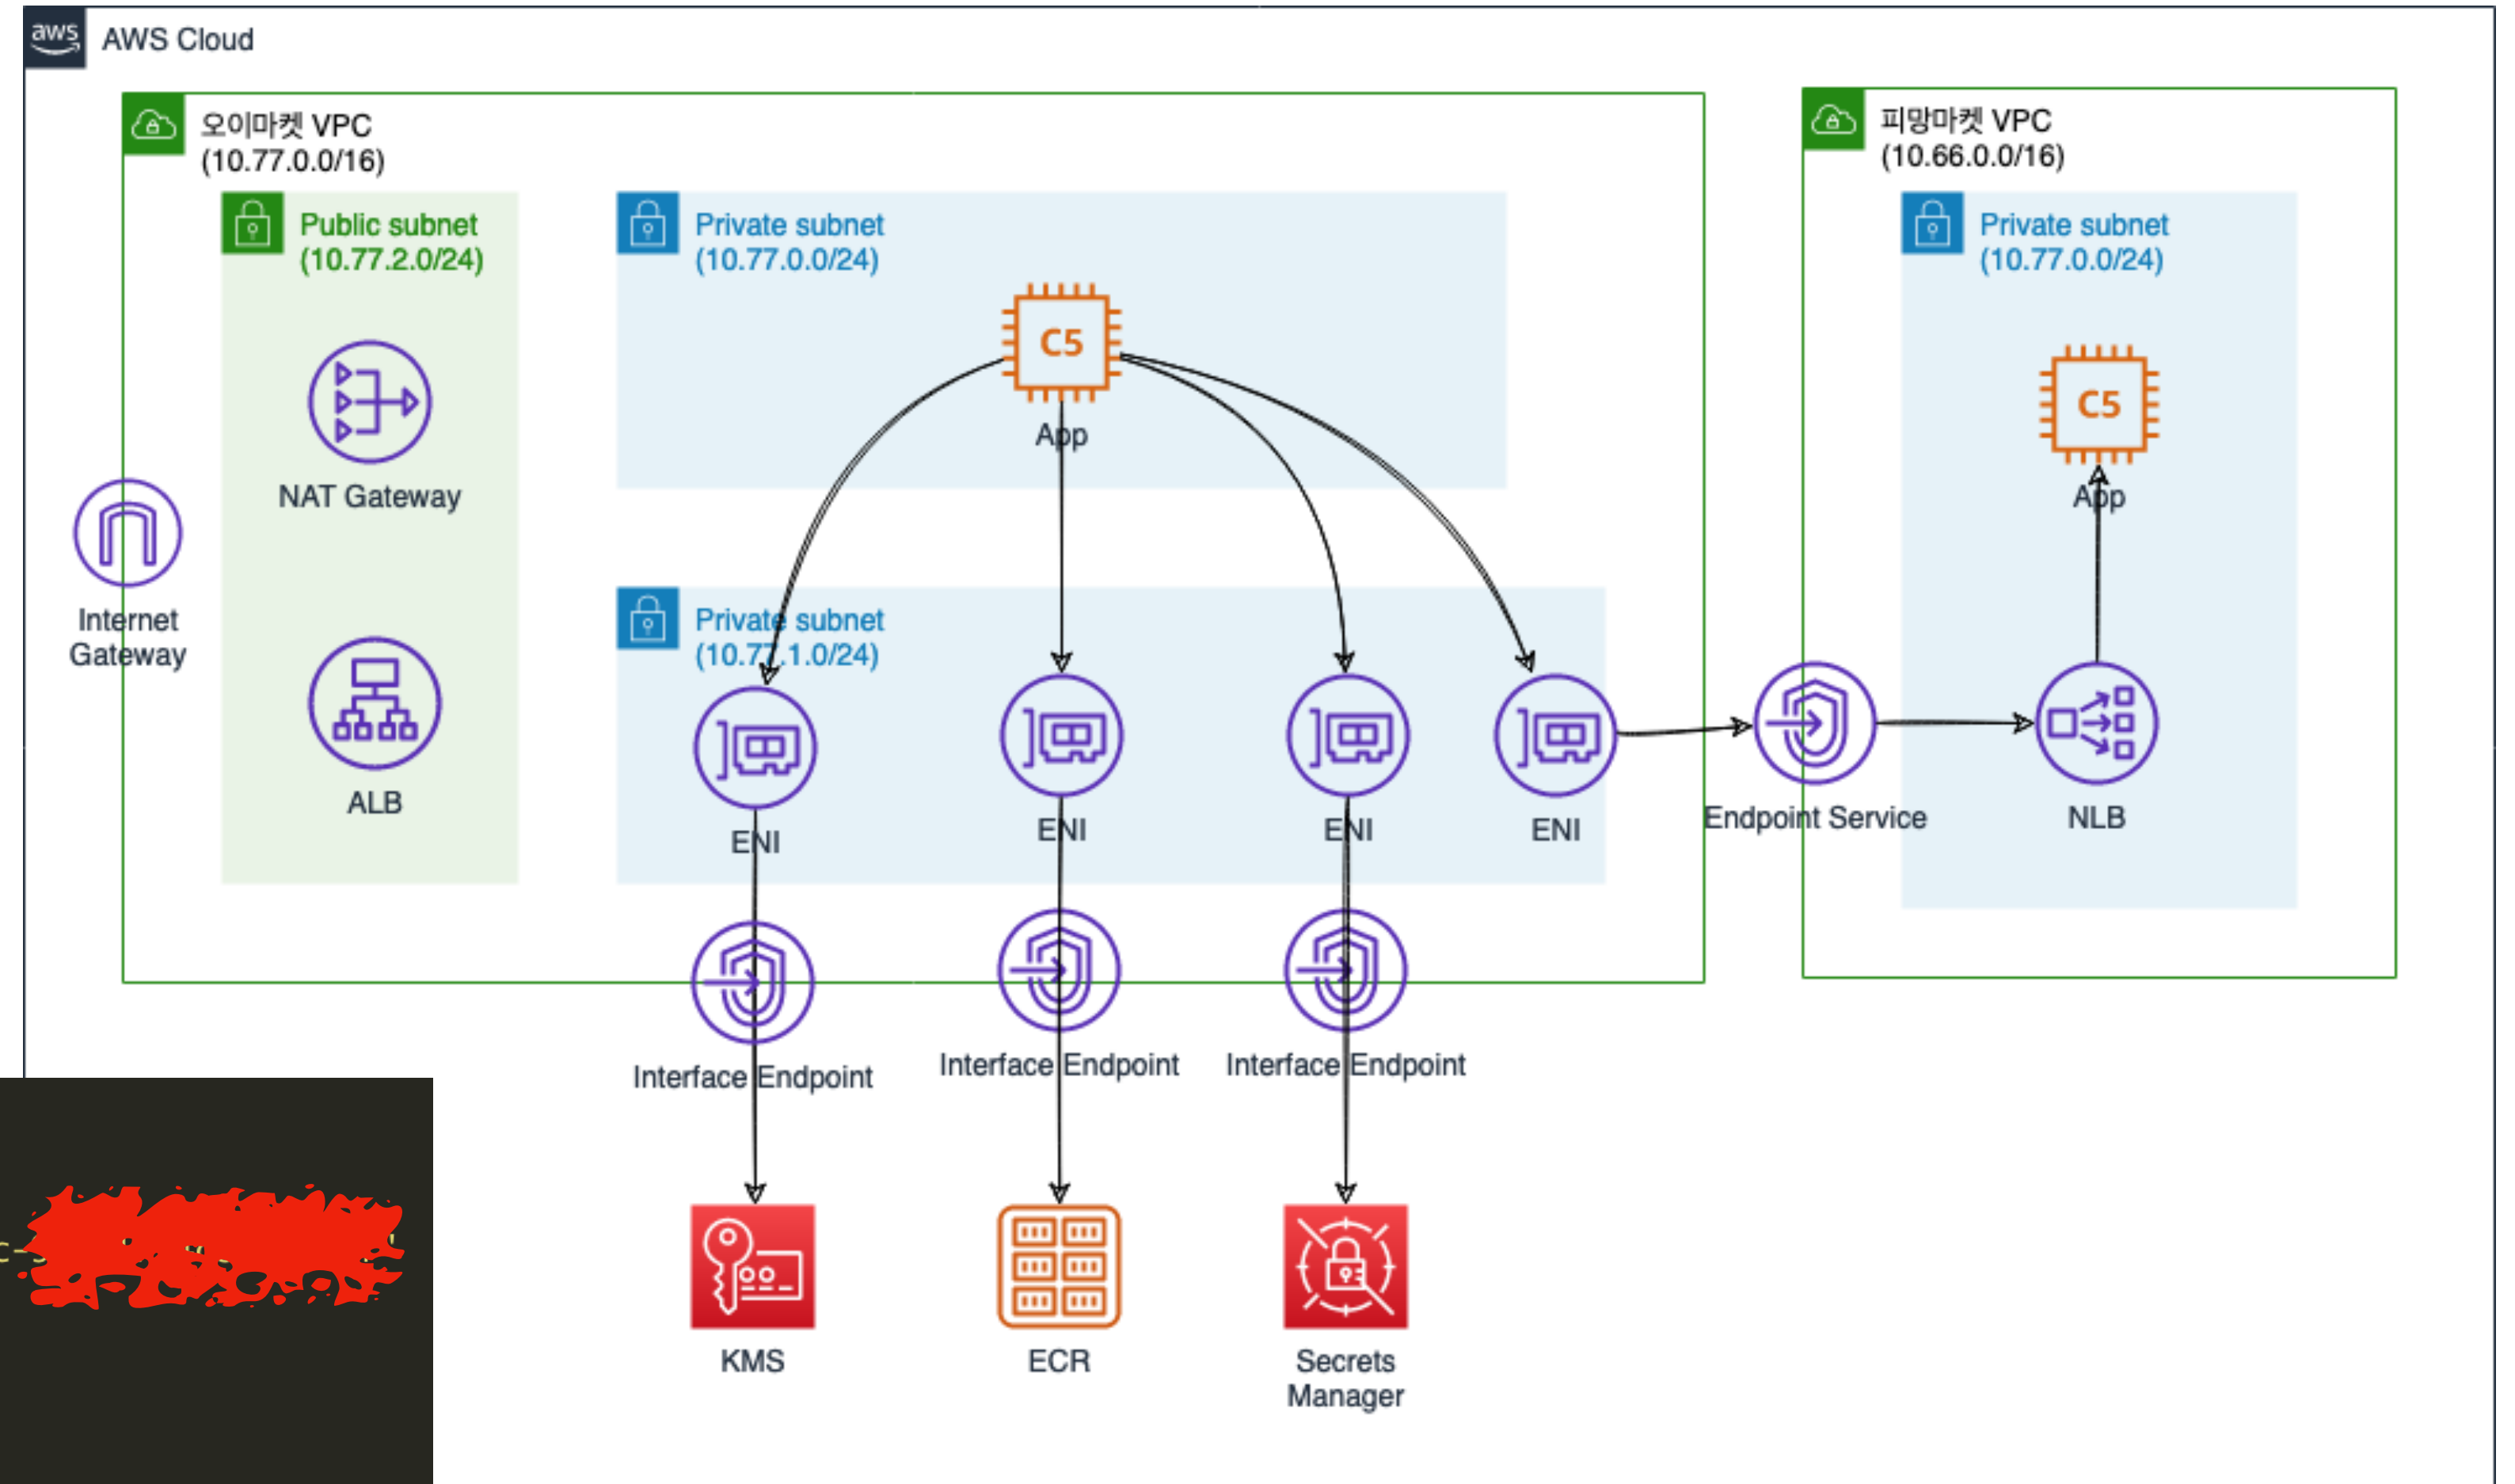 aws
AWS Cloud
오이마켓 VPC
(10.77.0.0/16)
Public subnet
(10.77.2.0/24)
NAT Gateway
Internet
Gateway
ALB
Private subnet
(10.77.0.0/24)
C5
App
Private subnet
(10.77.1.0/24)
ENI
ENI
ENI
ENI
Interface Endpoint
Interface Endpoint
Interface Endpoint
KMS
ECR
Secrets
Manager
피망마켓 VPC
(10.66.0.0/16)
Private subnet
(10.77.0.0/24)
C5
App
Endpoint Service
NLB